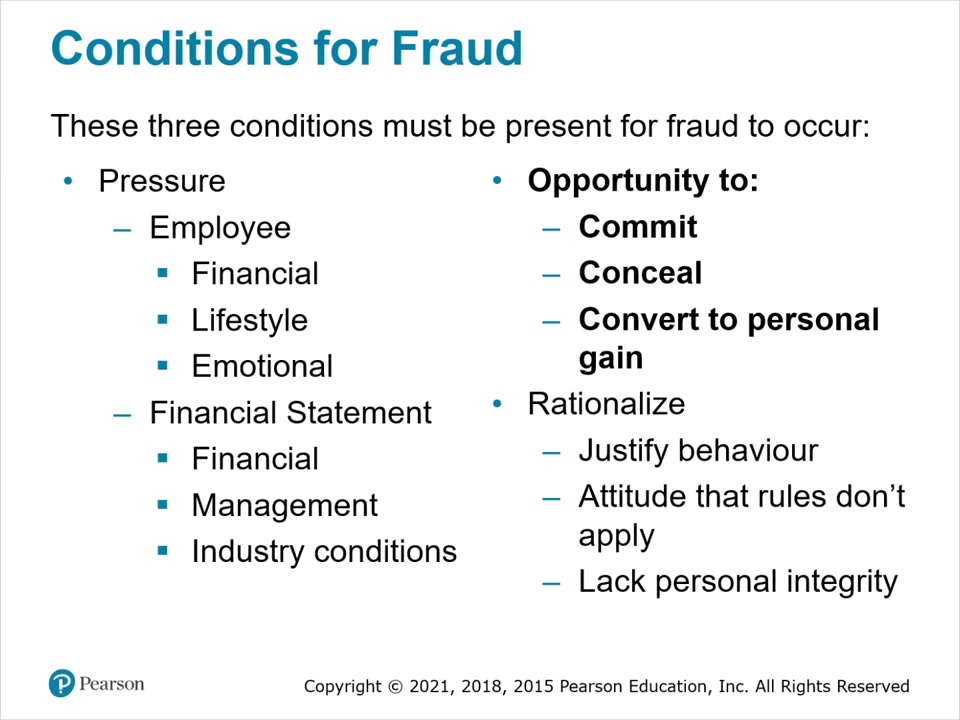 Conditions for Fraud
These three conditions must be present for fraud to occur:
• Pressure
– Employee
▪ Financial
▪ Lifestyle
▪ Emotional
– Financial Statement
▪ Financial
▪ Management
▪ Industry conditions
• Opportunity to:
– Commit
– Conceal
– Convert to personal
gain
• Rationalize
– Justify behaviour
– Attitude that rules don’t
apply
– Lack personal integrity
P Pearson
Copyright © 2021, 2018, 2015 Pearson Education, Inc. All Rights Reserved